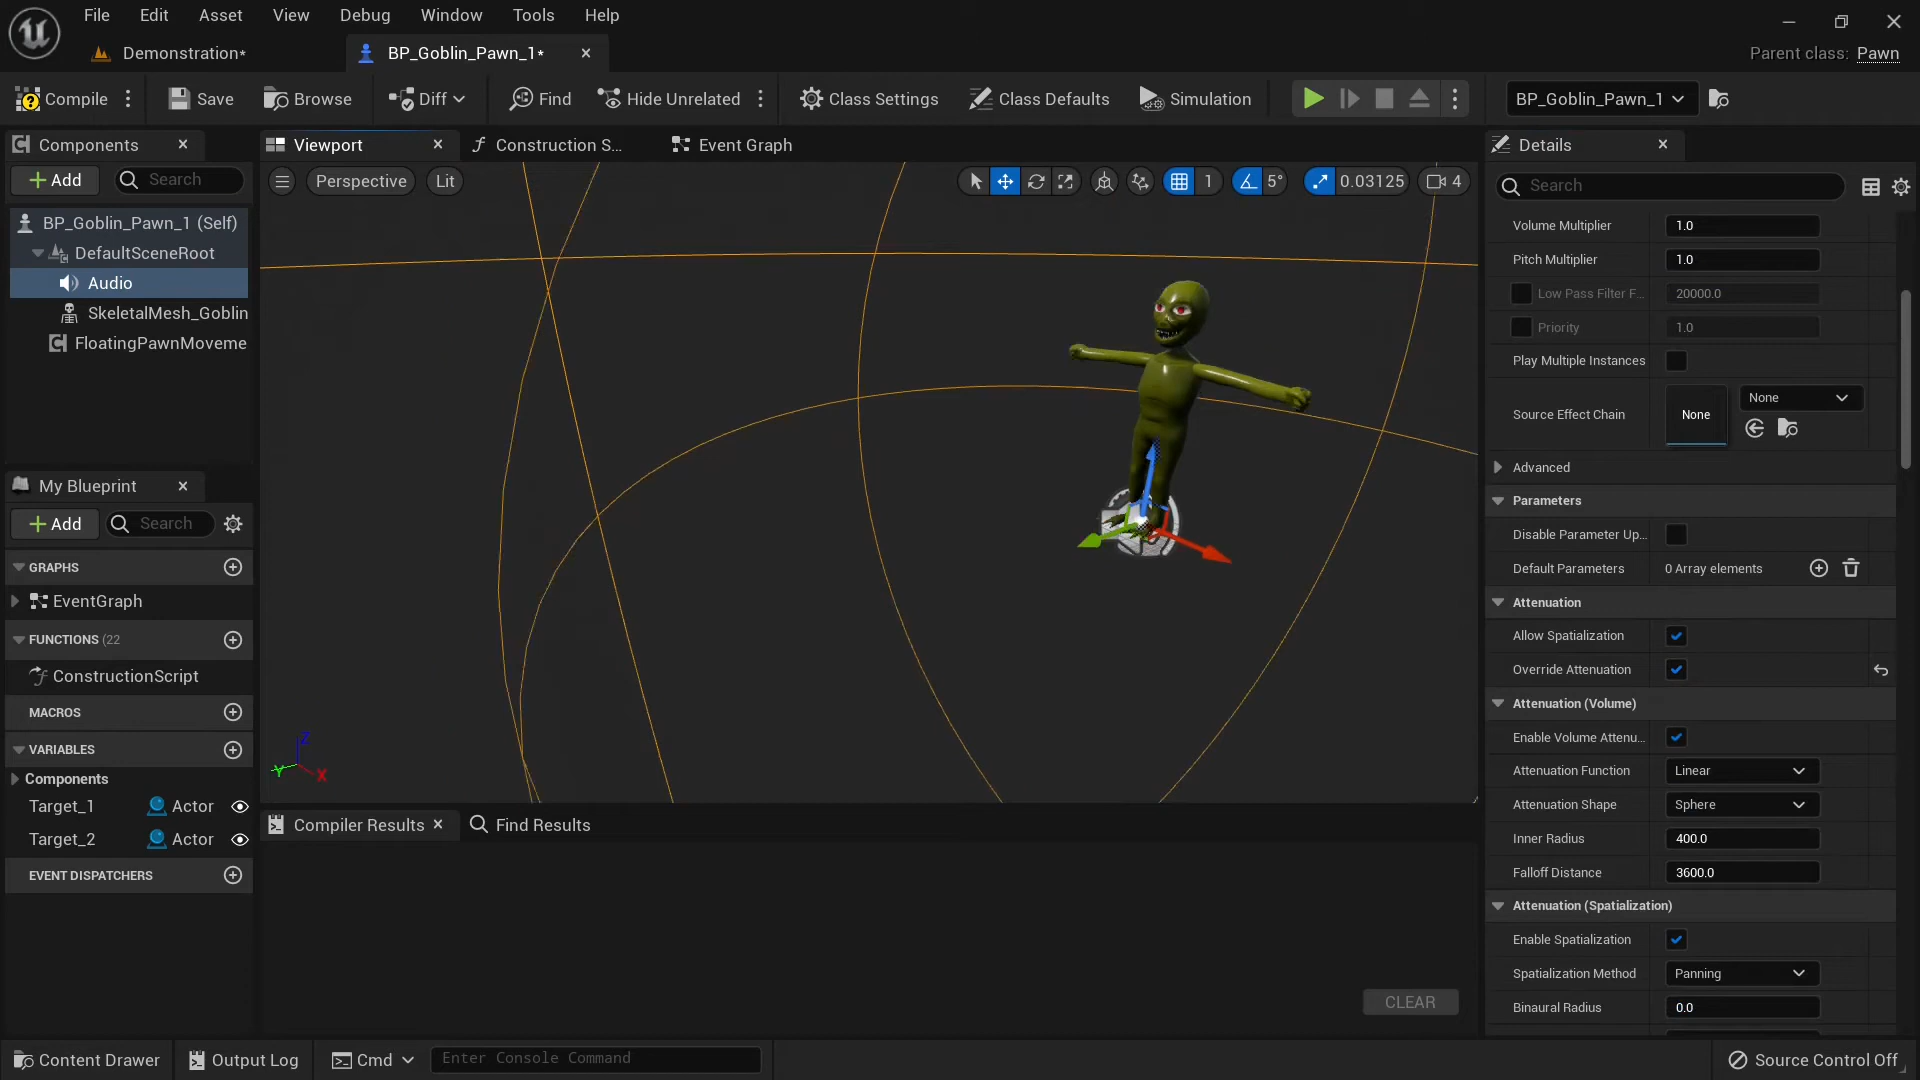 File Edit Asset View Debug Window Tools Help
Demonstration*
BP_Goblin_Pawn_1*
Parent class: Pawn
Compile
Save
Browse
Diff
Find
Hide Unrelated
Class Settings
Class Defaults
Simulation
BP_Goblin_Pawn_1
Components
Add
Search
BP_Goblin_Pawn_1 (Self)
DefaultSceneRoot
Audio
SkeletalMesh_Goblin
FloatingPawnMoveme
My Blueprint
Add
Search
GRAPHS
EventGraph
FUNCTIONS (22
ConstructionScript
MACROS
VARIABLES
Components
Target_1 Actor
Target_2 Actor
EVENT DISPATCHERS
Viewport
Construction S...
Event Graph
Perspective
Lit
1
5°
0.03125
4
Z
Y
X
Compiler Results
Find Results
CLEAR
Details
Search
Volume Multiplier 1.0
Pitch Multiplier 1.0
Low Pass Filter F... 20000.0
Priority 1.0
Play Multiple Instances
Source Effect Chain None None
Advanced
Parameters
Disable Parameter Up...
Default Parameters 0 Array elements
Attenuation
Allow Spatialization
Override Attenuation
Attenuation (Volume)
Enable Volume Attenu...
Attenuation Function Linear
Attenuation Shape Sphere
Inner Radius 400.0
Falloff Distance 3600.0
Attenuation (Spatialization)
Enable Spatialization
Spatialization Method Panning
Binaural Radius 0.0
Content Drawer
Output Log
Cmd
Enter Console Command
Source Control Off